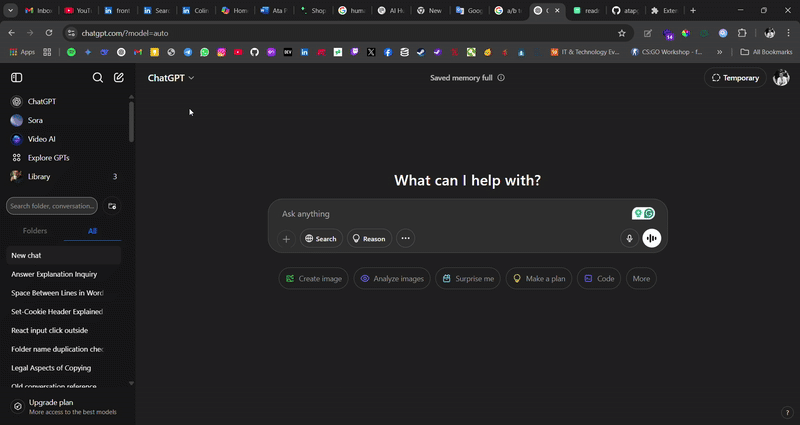 Inbox
YouT
front
Sear
Colin
Hom
Ata P
Shop
hum
AI Hu
New
Goog
a/b t
C
read
atap
Exter
chatgpt.com/?model=auto
Apps
IT & Technology Ev...
CS:GO Workshop - f...
All Bookmarks
ChatGPT
Saved memory full
Temporary
ChatGPT
Sora
Video AI
Explore GPTs
Library 3
Search folder, conversation...
Folders All
New chat
Answer Explanation Inquiry
Space Between Lines in Word
Set-Cookie Header Explained
React input click outside
Folder name duplication chec
Legal Aspects of Copying
Old conversation reference
What can I help with?
Ask anything
Search Reason
Create image Analyze images Surprise me Make a plan Code More
Upgrade plan
More access to the best models
?